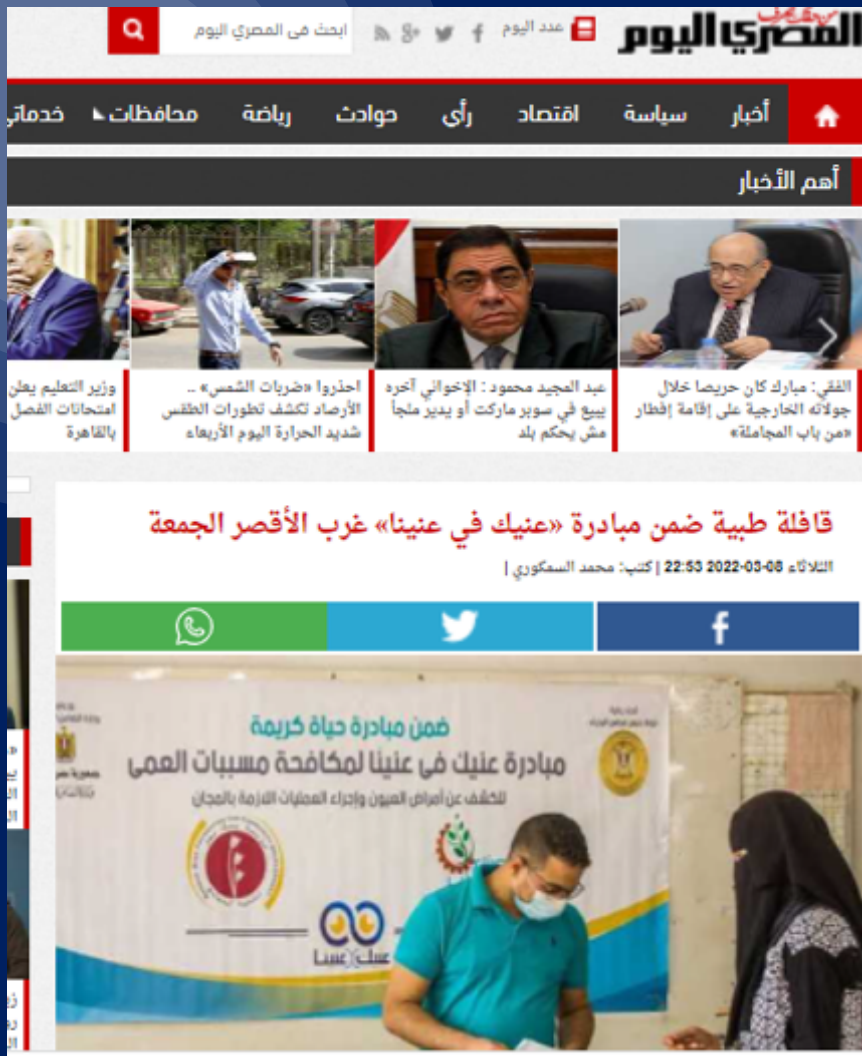 المصري اليوم
عدد اليوم
ابحث في المصري اليوم
أخبار
سياسة
اقتصاد
رأى
حوادث
رياضة
محافظات
أهم الأخبار
الفقي: مبارك كان حريصا خلال
جولاته الخارجية على إقامة إفطار
«من باب المجاملة»
عبد المجيد محمود : الإخواني آخره
يبيع في سوبر ماركت أو يدير ملجأ
مش يحكم بلد
احذروا «ضربات الشمس» ..
الأرصاد تكشف تطورات الطقس
شديد الحرارة اليوم الأربعاء
وزير التعليم يعلن
امتحانات الفصل
بالقاهرة
قافلة طبية ضمن مبادرة «عنيك في عنينا» غرب الأقصر الجمعة
الثلاثاء 08-03-2022 22:53 | كتب: محمد السمكوري |
ضمن مبادرة حياة كريمة
مبادرة عنيك فى عنينا لمكافحة مسببات العمى
للكشف عن أمراض العيون وإجراء العمليات اللازمة بالمجان
عنيك فى عنينا